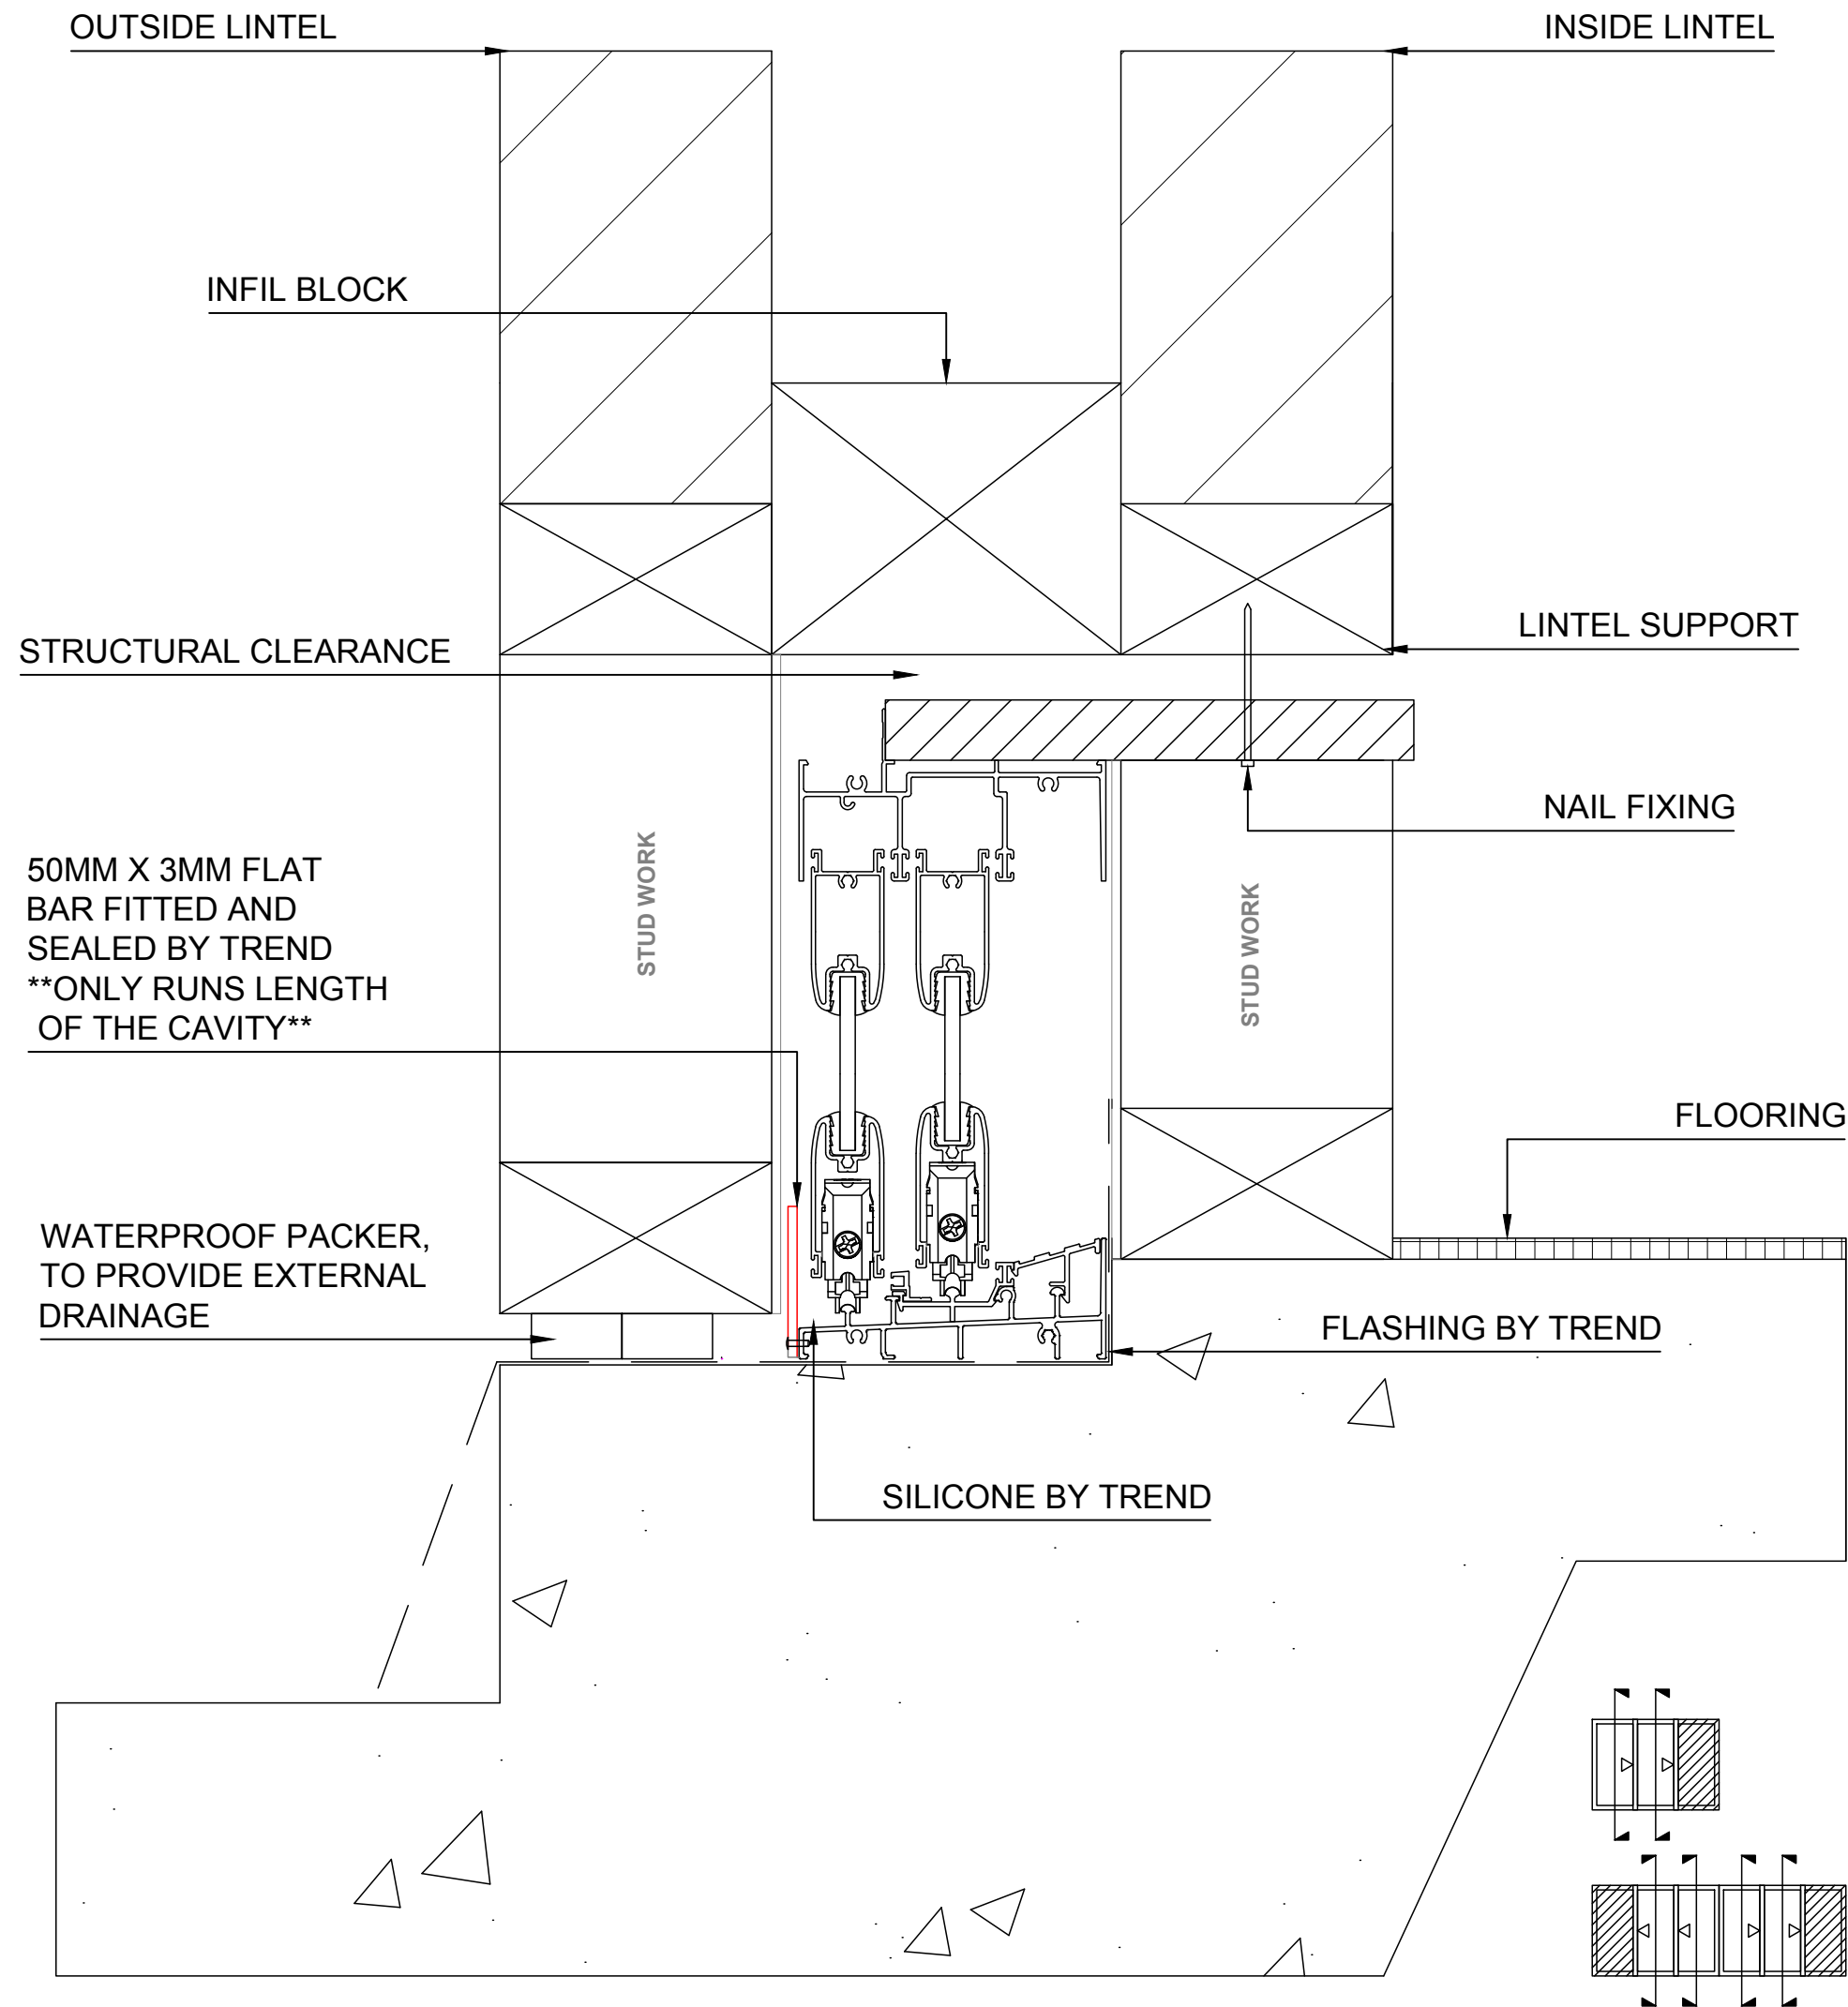 OUTSIDE LINTEL
INSIDE LINTEL
INFIL BLOCK
LINTEL SUPPORT
STRUCTURAL CLEARANCE
NAIL FIXING
STUD WORK
STUD WORK
50MM X 3MM FLAT
BAR FITTED AND
SEALED BY TREND
**ONLY RUNS LENGTH
OF THE CAVITY**
FLOORING
WATERPROOF PACKER,
TO PROVIDE EXTERNAL
DRAINAGE
FLASHING BY TREND
SILICONE BY TREND